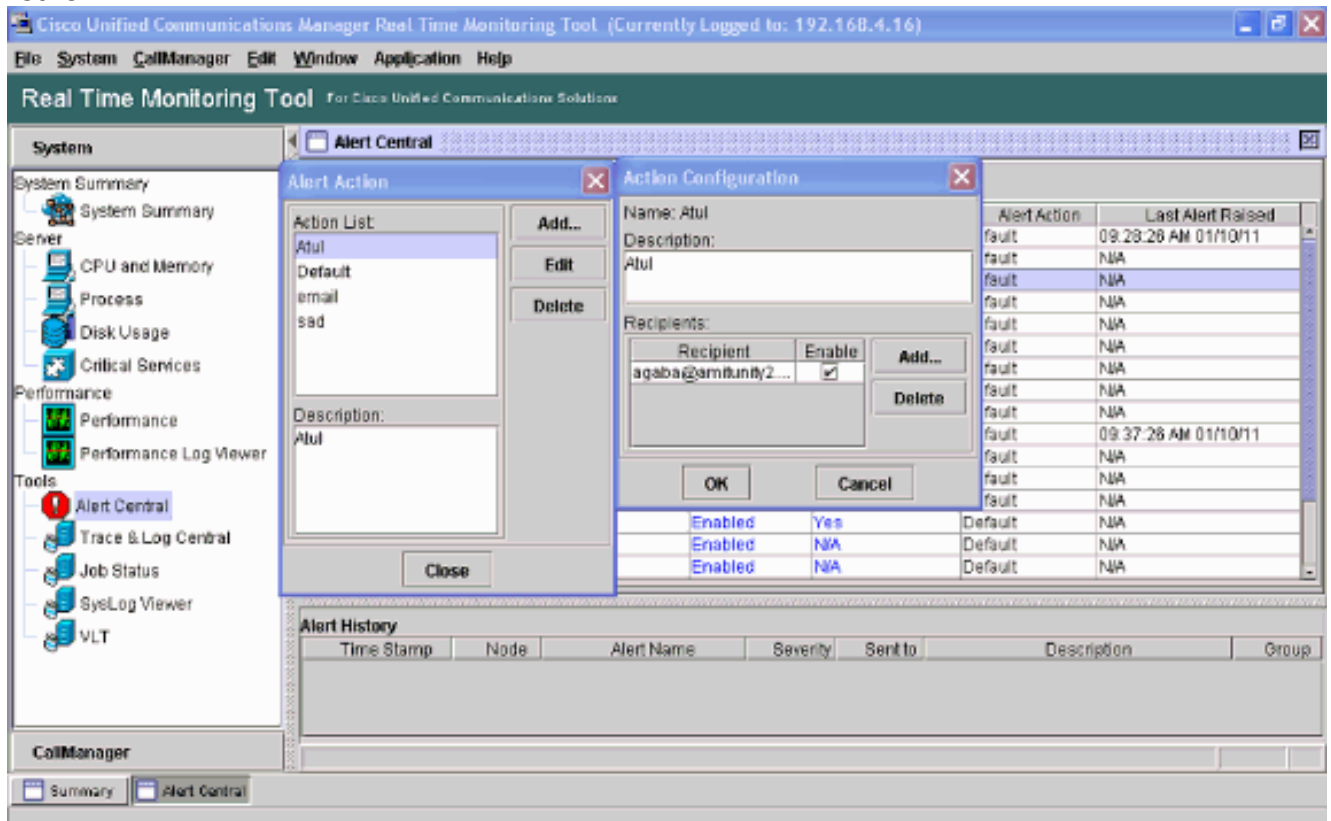 Cisco Unified Communications Manager Real Time Monitoring Tool (Currently Logged to: 192.168.4.16)
File System CallManager Edit Window Application Help
Real Time Monitoring Tool For Cisco Unified Communications Solutions
System
System Summary
System Summary
Server
CPU and Memory
Process
Disk Usage
Critical Services
Performance
Performance
Performance Log Viewer
Tools
Alert Central
Trace & Log Central
Job Status
SysLog Viewer
VLT
CallManager
Alert Central
Alert Action
Action List:
Atul
Default
email
sad
Add...
Edit
Delete
Description:
Atul
Close
Action Configuration
Name: Atul
Description:
Atul
Recipients:
Recipient Enable
agaba@amitunity2....
Add...
Delete
OK Cancel
Alert Action Last Alert Raised
fault 09:28:26 AM 01/10/11
fault N/A
fault N/A
fault N/A
fault N/A
fault N/A
fault N/A
fault N/A
fault N/A
fault 09:37:26 AM 01/10/11
fault N/A
fault N/A
fault N/A
Enabled Yes Default N/A
Enabled N/A Default N/A
Enabled N/A Default N/A
Alert History
Time Stamp Node Alert Name Severity Sent to Description Group
Summary Alert Central